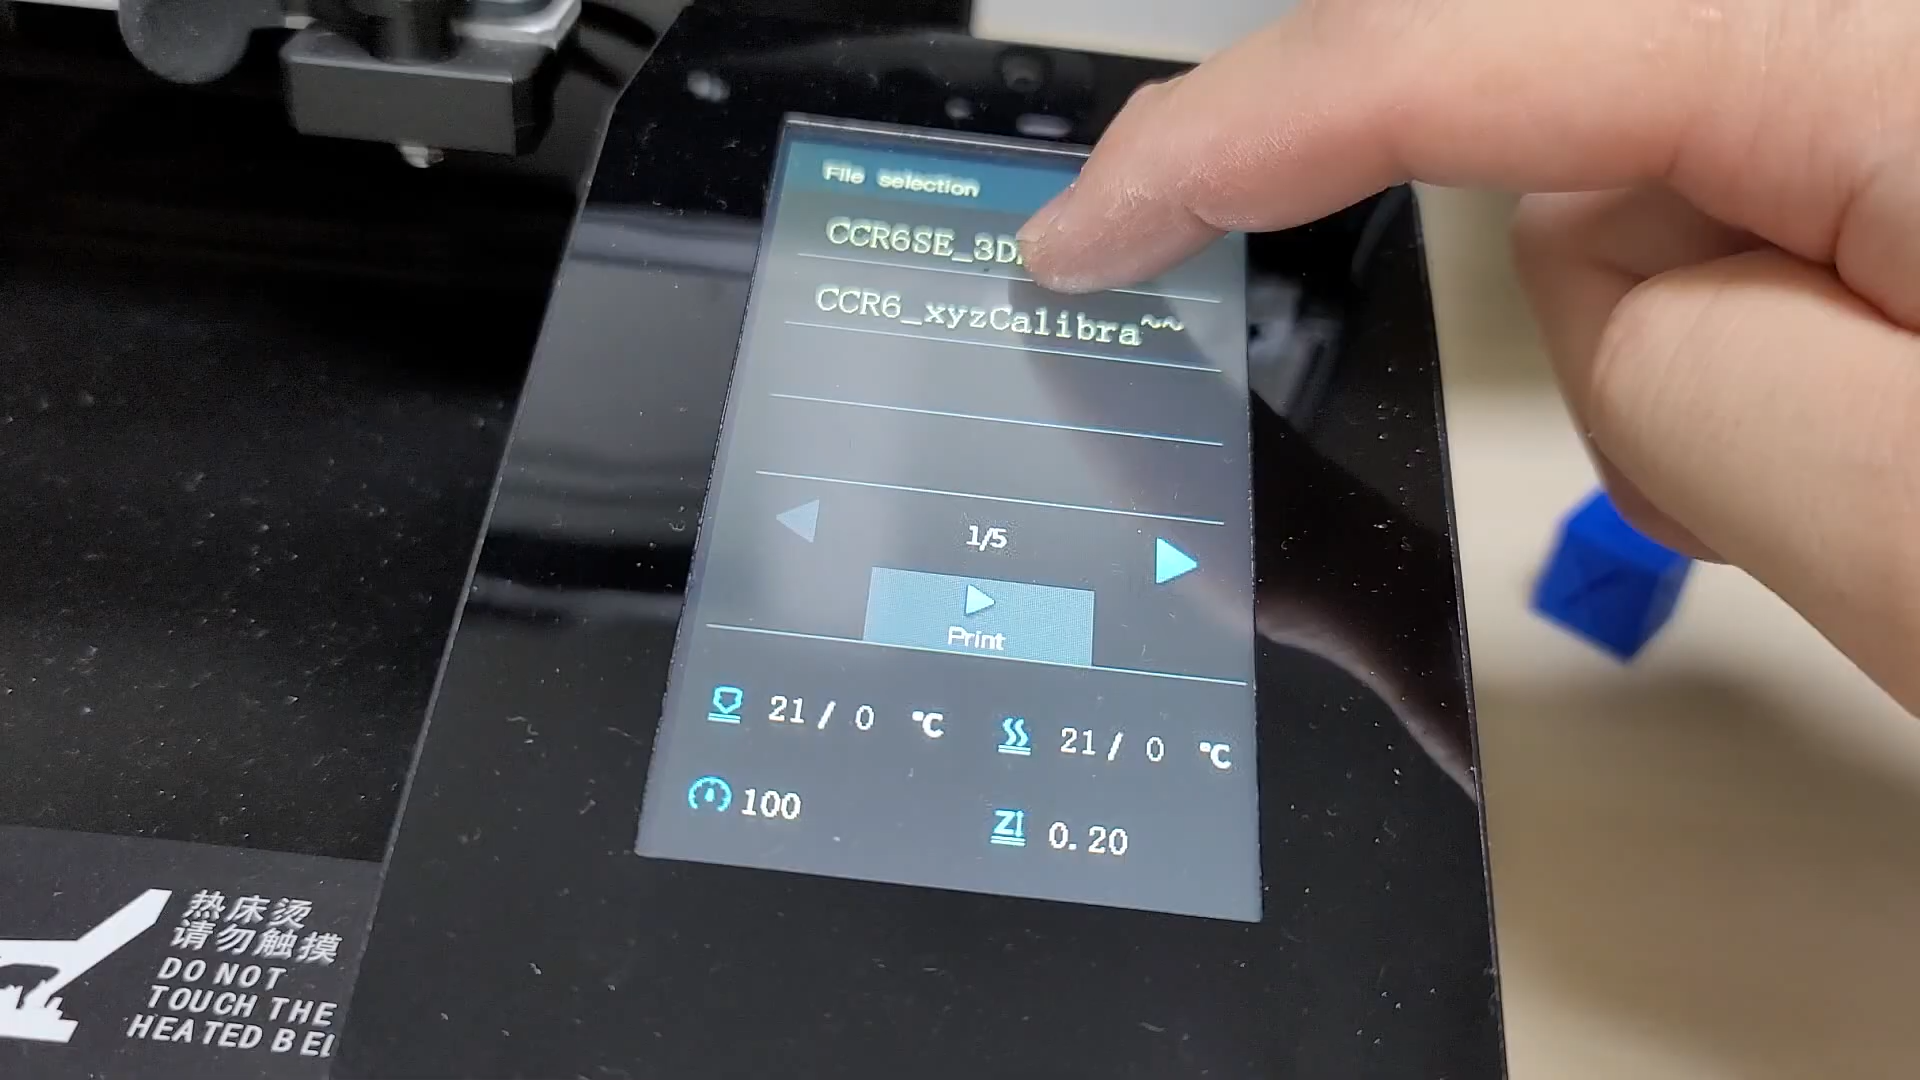 File selection
CCR6SE_3D
CCR6_xyzCalibra~~
1/5
Print
21 / 0 ℃
21 / 0 ℃
100
Z 0.20
热床烫
请勿触摸
DO NOT
TOUCH THE
HEATED BED